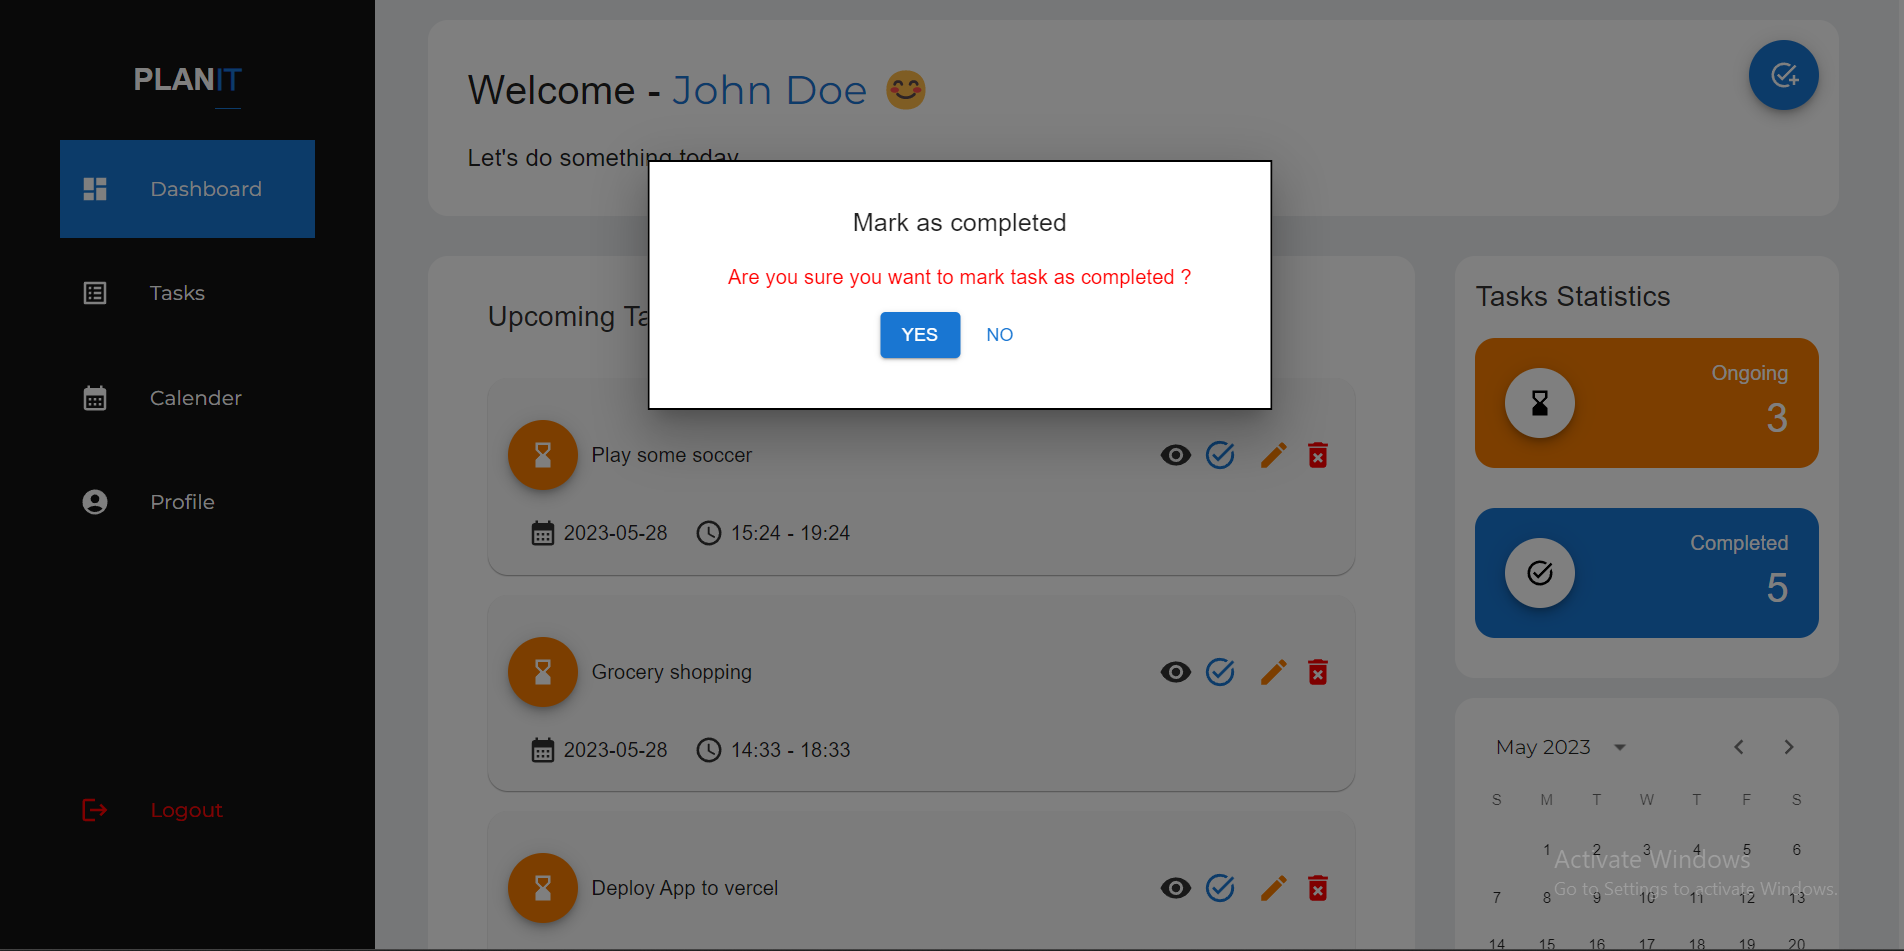 PLANIT
Dashboard
Tasks
Calender
Profile
Logout
Welcome - John Doe 😊
Let's do something today
Mark as completed
Are you sure you want to mark task as completed ?
YES NO
Upcoming
Play some soccer
2023-05-28 15:24 - 19:24
Grocery shopping
2023-05-28 14:33 - 18:33
Deploy App to vercel
Tasks Statistics
Ongoing
3
Completed
5
May 2023
S M T W T F S
1 2 3 4 5 6
7 8 9 10 11 12 13
14 15 16 17 18 19 20
Activate Windows
Go to Settings to activate Windows.